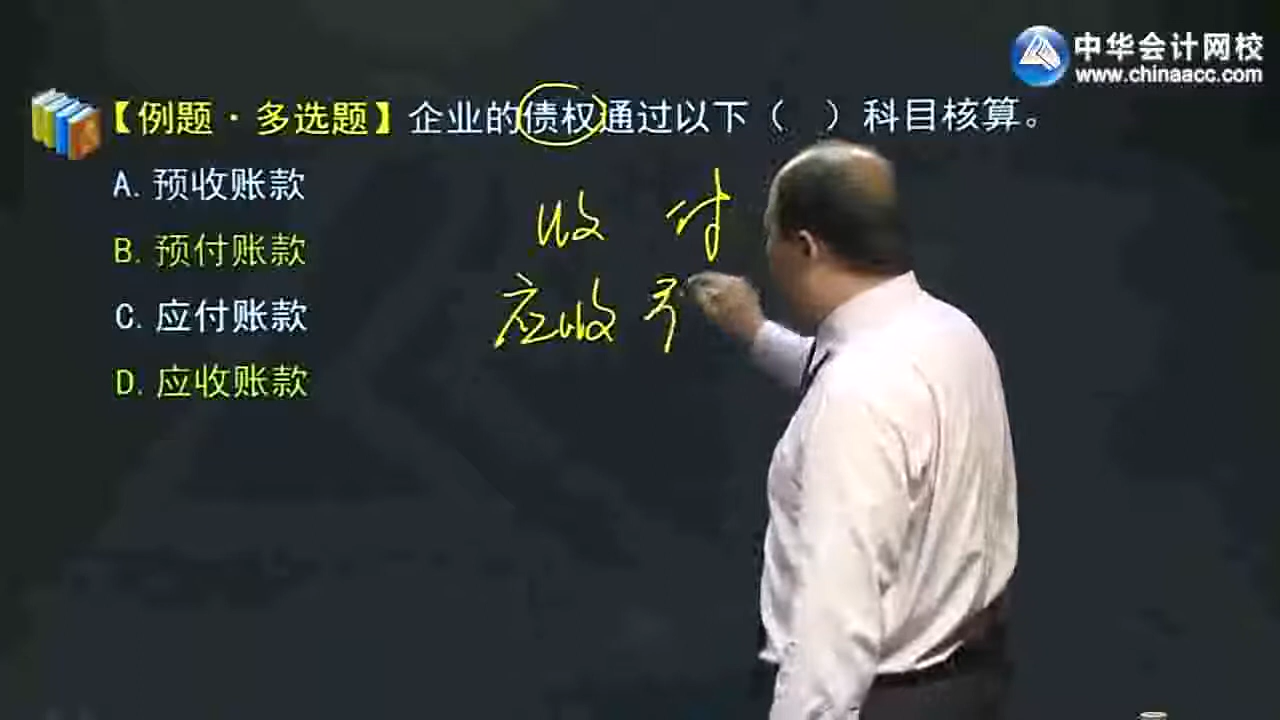 中华会计网校
www.chinaacc.com
【例题·多选题】企业的债权通过以下（ ）科目核算。
A. 预收账款
B. 预付账款
C. 应付账款
D. 应收账款
收 付
应收